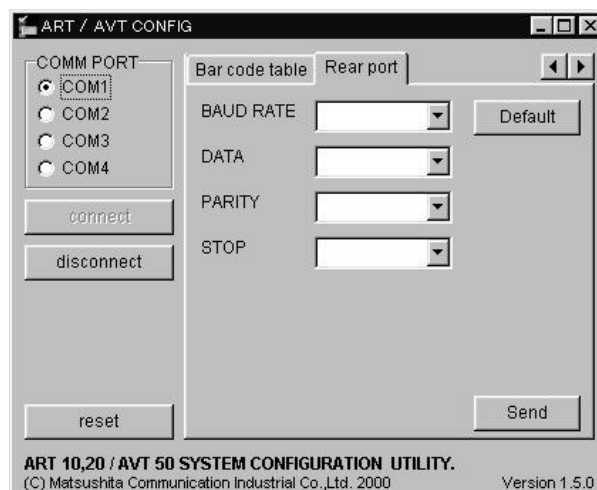 ART / AVT CONFIG
COMM PORT
COM1
COM2
COM3
COM4
connect
disconnect
reset
Bar code table
Rear port
BAUD RATE
DATA
PARITY
STOP
Default
Send
ART 10,20 / AVT 50 SYSTEM CONFIGURATION UTILITY.
(C) Matsushita Communication Industrial Co.,Ltd. 2000 Version 1.5.0